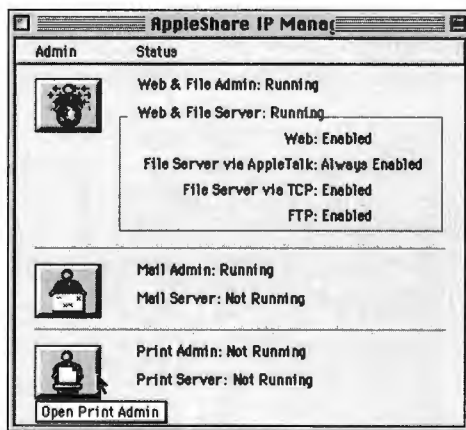 AppleShare IP Manag
Admin Status
Web & File Admin: Running
Web & File Server: Running
Web: Enabled
File Server via AppleTalk: Always Enabled
File Server via TCP: Enabled
FTP: Enabled
Mail Admin: Running
Mail Server: Not Running
Print Admin: Not Running
Print Server: Not Running
Open Print Admin